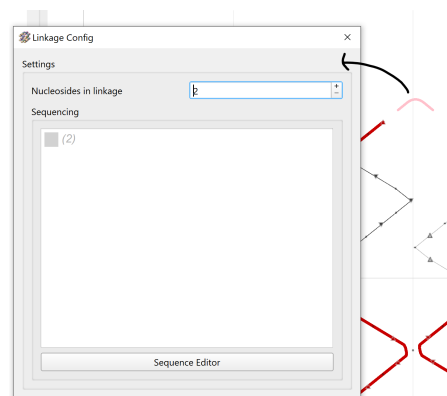 Linkage Config
Settings
Nucleosides in linkage
2
Sequencing
(2)
Sequence Editor